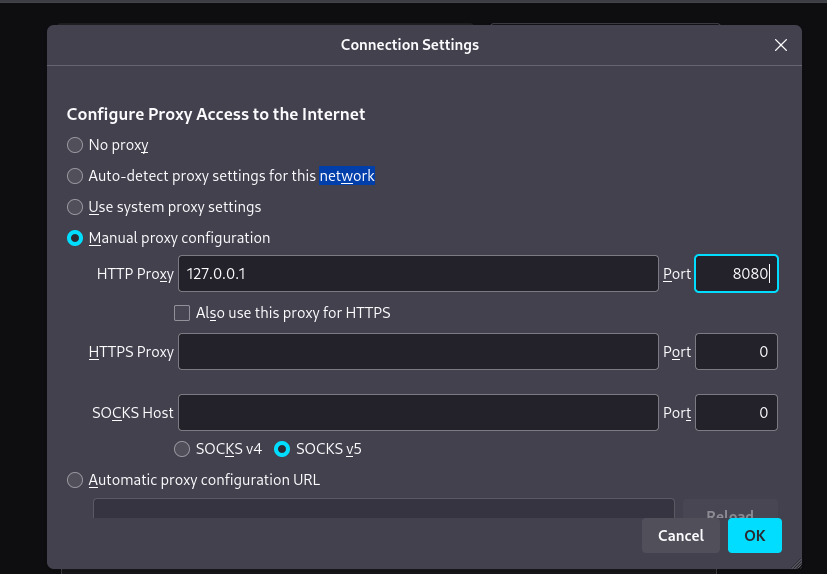 Connection Settings
Configure Proxy Access to the Internet
No proxy
Auto-detect proxy settings for this network
Use system proxy settings
Manual proxy configuration
HTTP Proxy 127.0.0.1 Port 8080
Also use this proxy for HTTPS
HTTPS Proxy Port 0
SOCKS Host Port 0
SOCKS v4 SOCKS v5
Automatic proxy configuration URL
Reload
Cancel OK